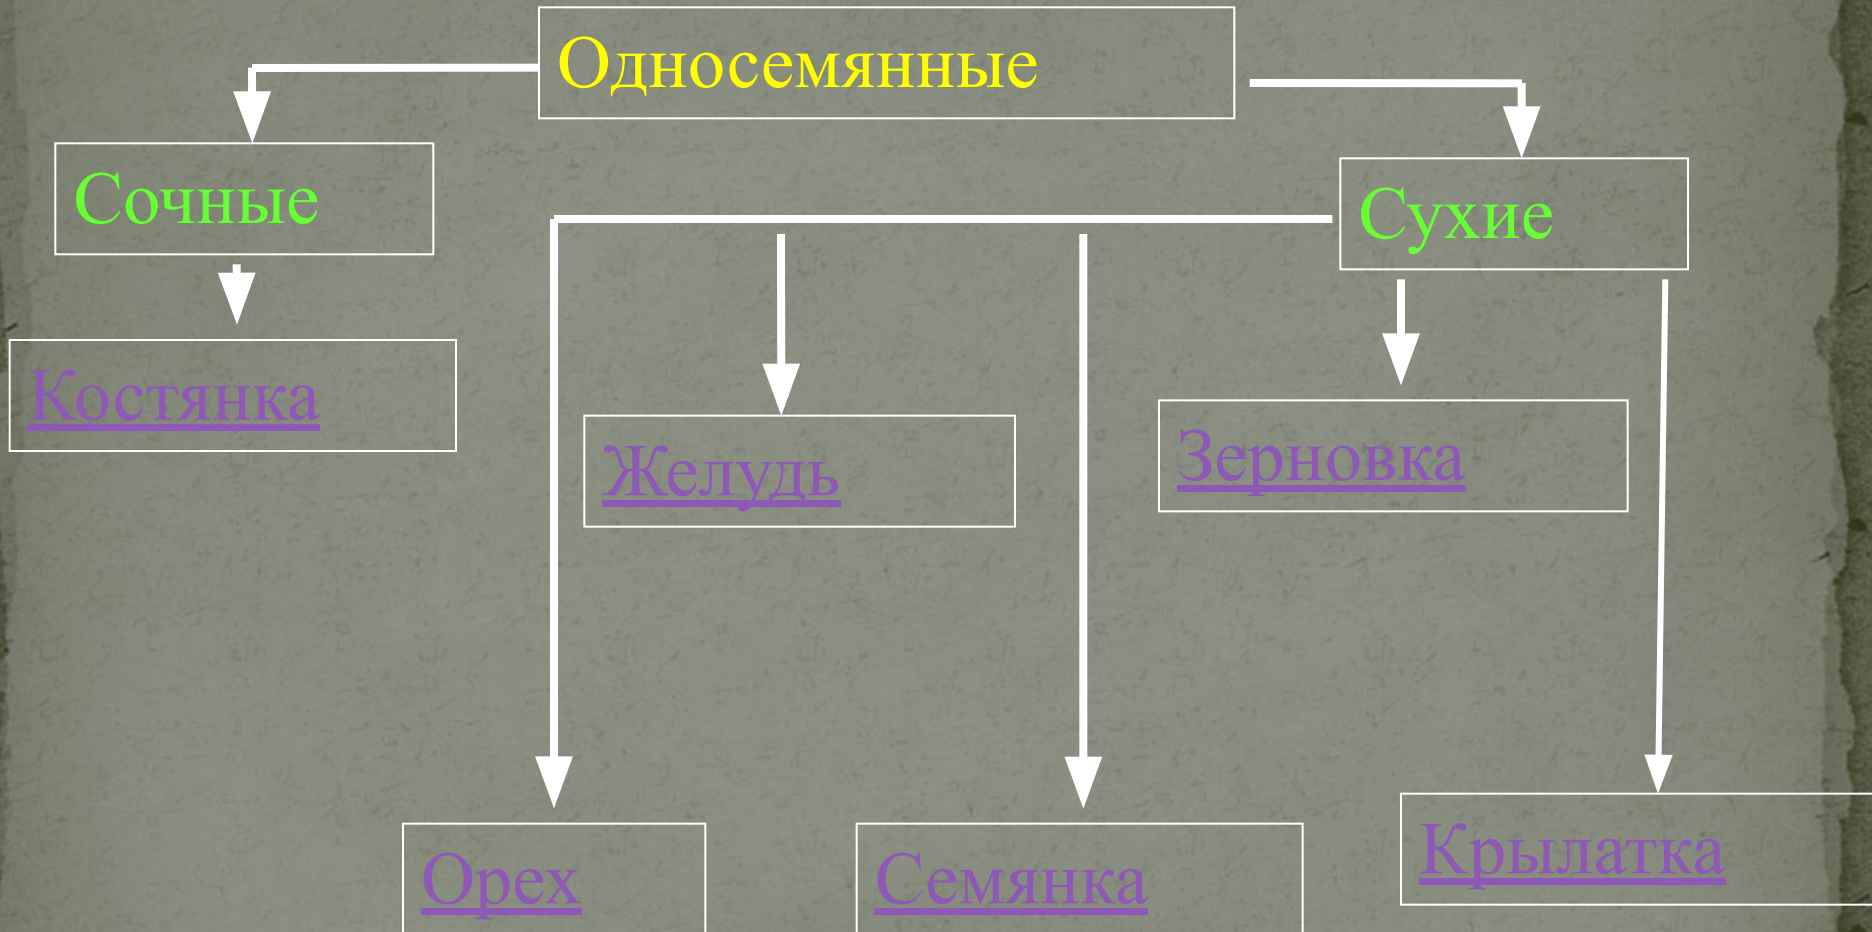 Односемянные
Сочные
Сухие
Костянка
Желудь
Зерновка
Орех
Семянка
Крылатка